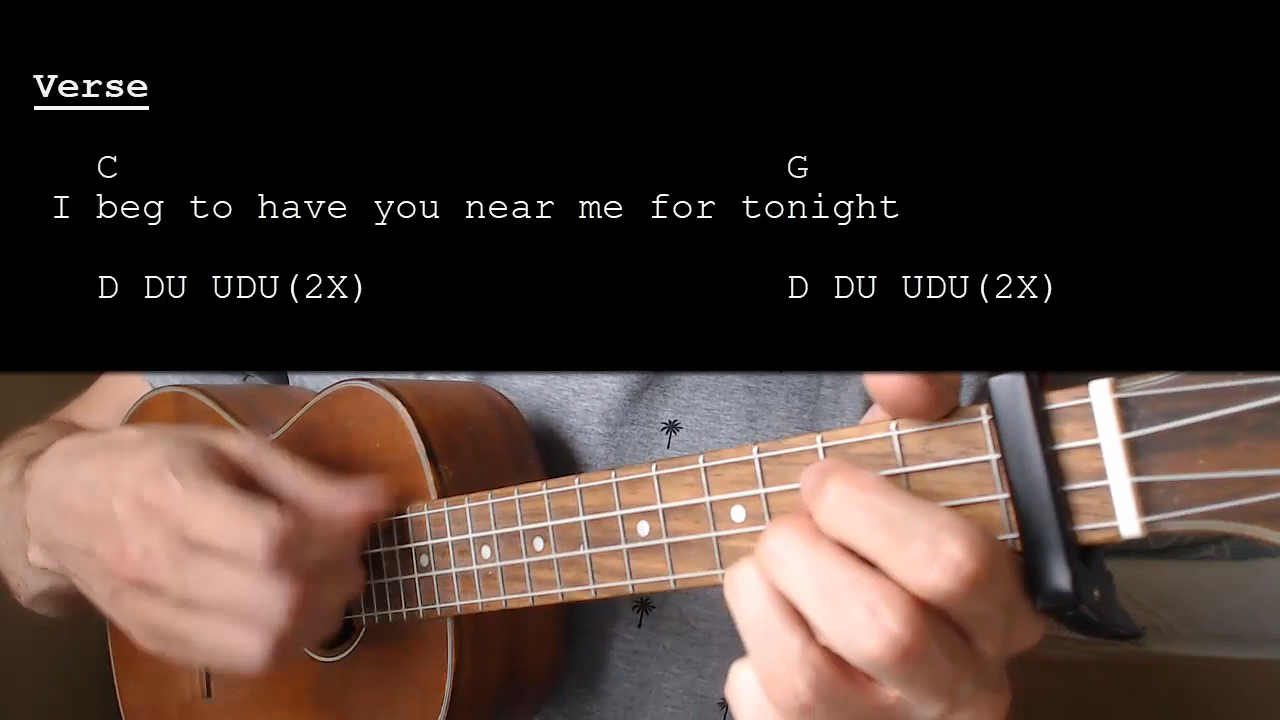 Verse
C G
I beg to have you near me for tonight
D DU UDU(2X) D DU UDU(2X)